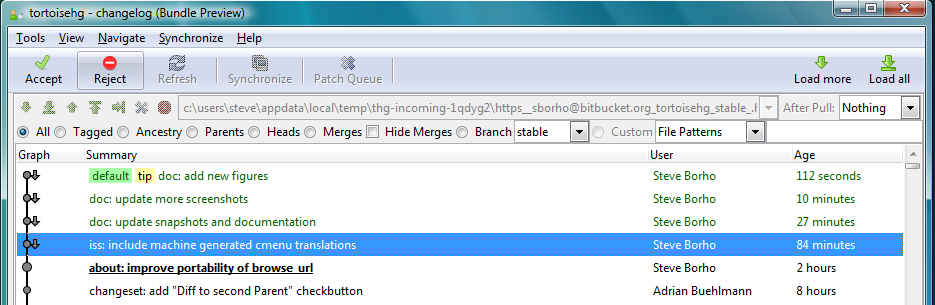 tortoisehg - changelog (Bundle Preview)
Tools View Navigate Synchronize Help
Accept Reject Refresh Synchronize Patch Queue Load more Load all
c:\users\steve\appdata\local\temp\thg-incoming-1qdyg2\https__sborho@bitbucket.org_tortoisehg_stable_.l After Pull: Nothing
All Tagged Ancestry Parents Heads Merges Hide Merges Branch stable Custom File Patterns
Graph Summary User Age
default tip doc: add new figures Steve Borho 112 seconds
doc: update more screenshots Steve Borho 10 minutes
doc: update snapshots and documentation Steve Borho 27 minutes
iss: include machine generated cmenu translations Steve Borho 84 minutes
about: improve portability of browse_url Steve Borho 2 hours
changeset: add "Diff to second Parent" checkbutton Adrian Buehlmann 8 hours